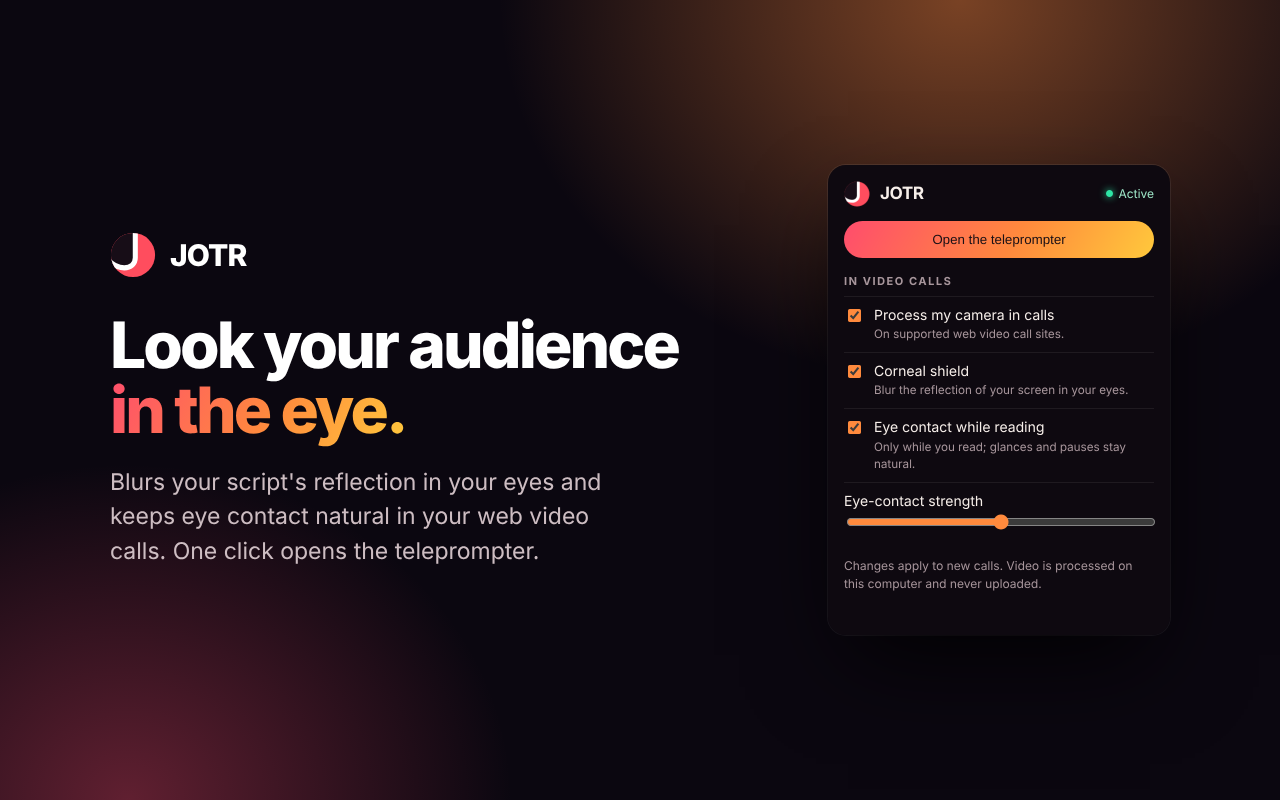 JOTR
Look your audience
in the eye.
Blurs your script's reflection in your eyes and
keeps eye contact natural in your web video
calls. One click opens the teleprompter.
JOTR
Active
Open the teleprompter
IN VIDEO CALLS
Process my camera in calls
On supported web video call sites.
Corneal shield
Blur the reflection of your screen in your eyes.
Eye contact while reading
Only while you read; glances and pauses stay
natural.
Eye-contact strength
Changes apply to new calls. Video is processed on
this computer and never uploaded.